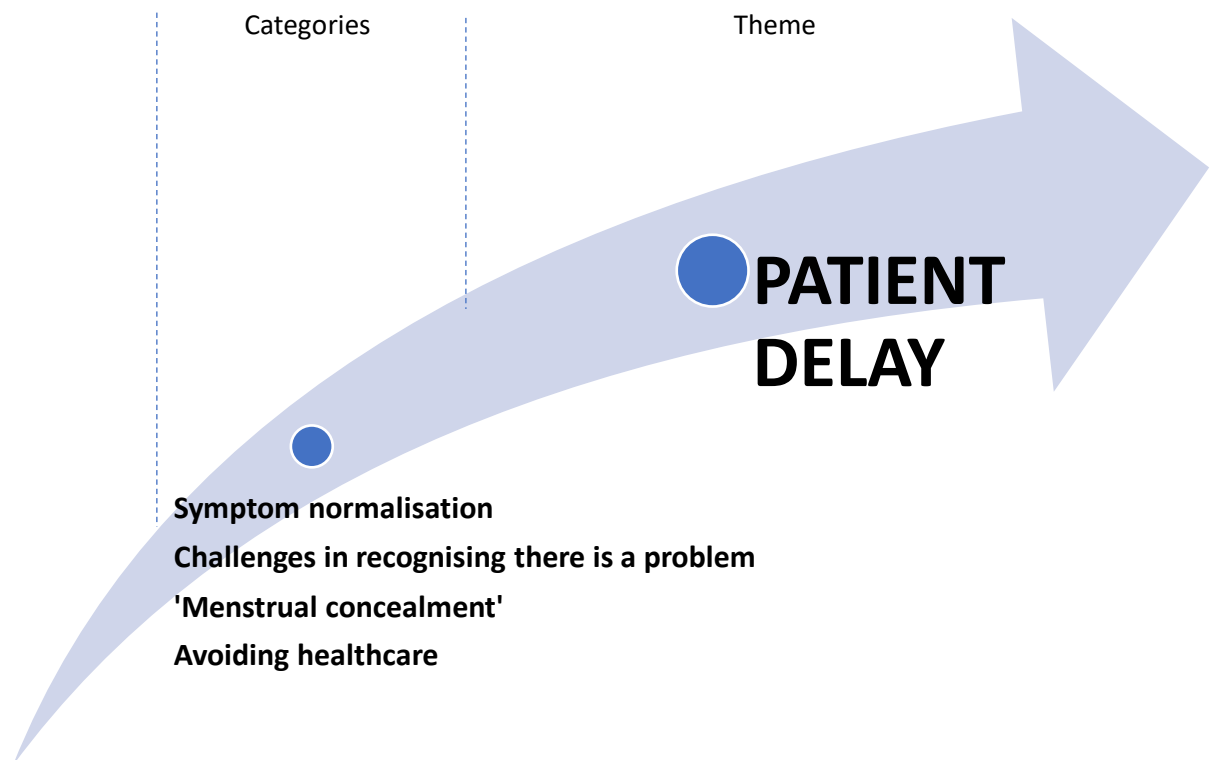 Categories
Theme
PATIENT
DELAY
Symptom normalisation
Challenges in recognising there is a problem
'Menstrual concealment'
Avoiding healthcare